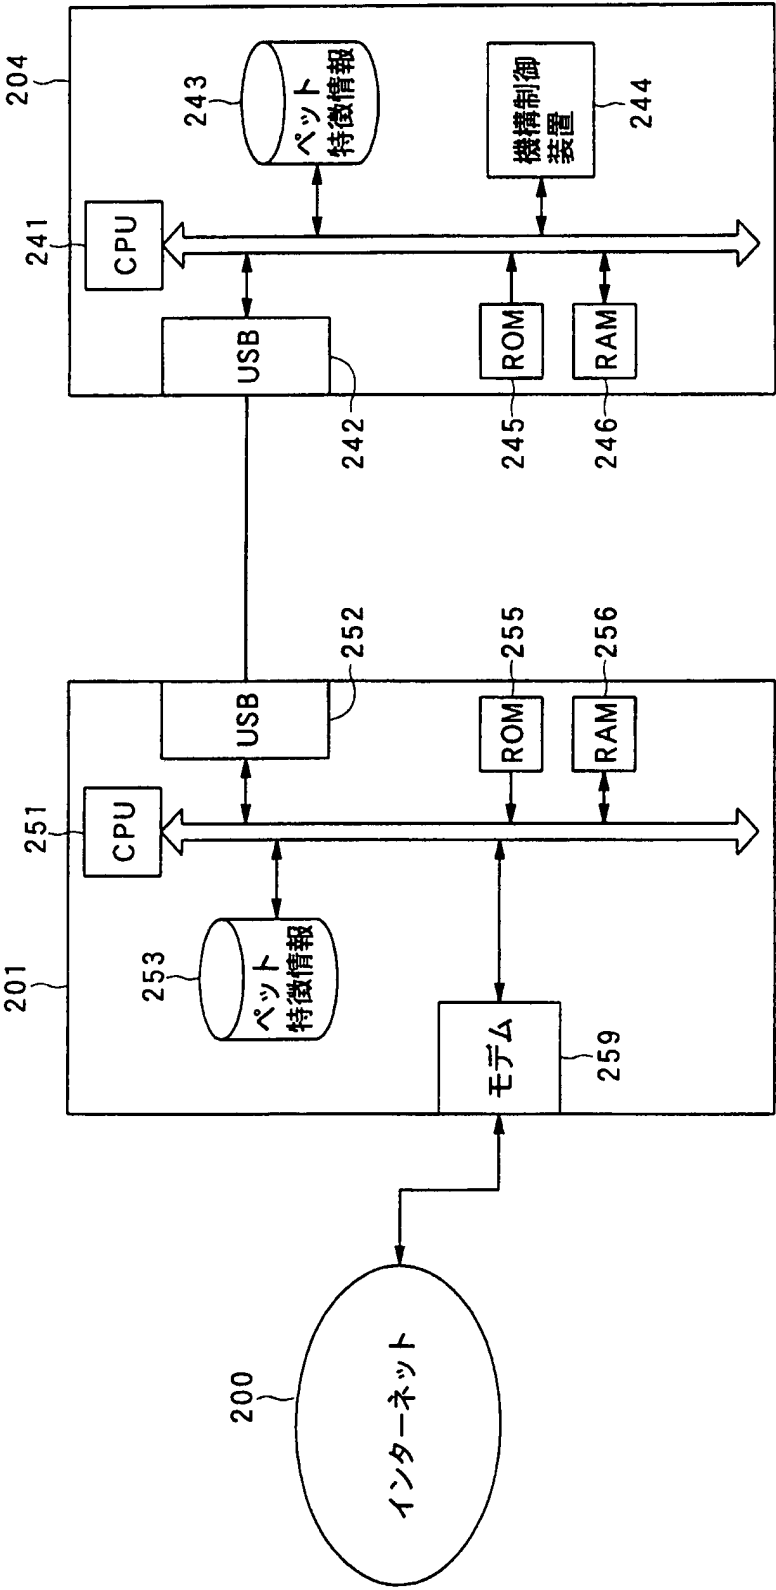 200
インターネット
201
251
CPU
253
ペット
特徴情報
USB
252
モデム
259
ROM
255
RAM
256
204
241
CPU
USB
242
243
ペット
特徴情報
ROM
245
RAM
246
機構制御
装置
244